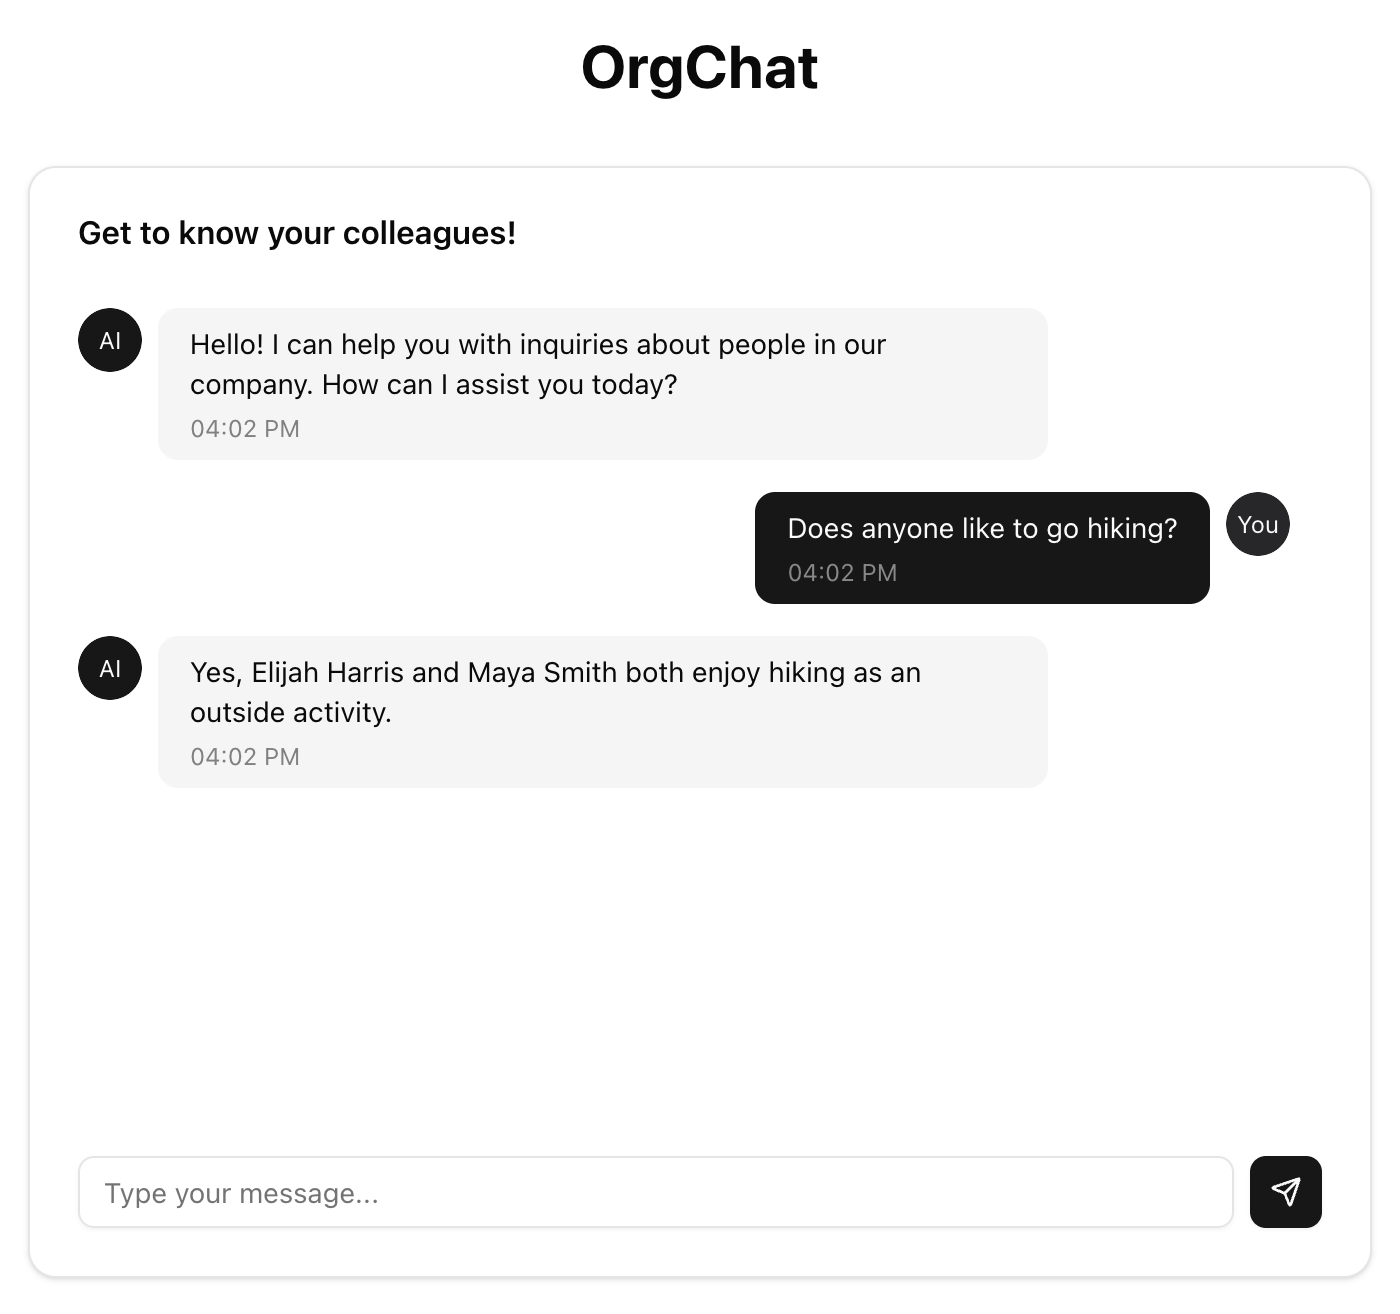 OrgChat
Get to know your colleagues!
AI
Hello! I can help you with inquiries about people in our
company. How can I assist you today?
04:02 PM
Does anyone like to go hiking?
04:02 PM
You
AI
Yes, Elijah Harris and Maya Smith both enjoy hiking as an
outside activity.
04:02 PM
Type your message...